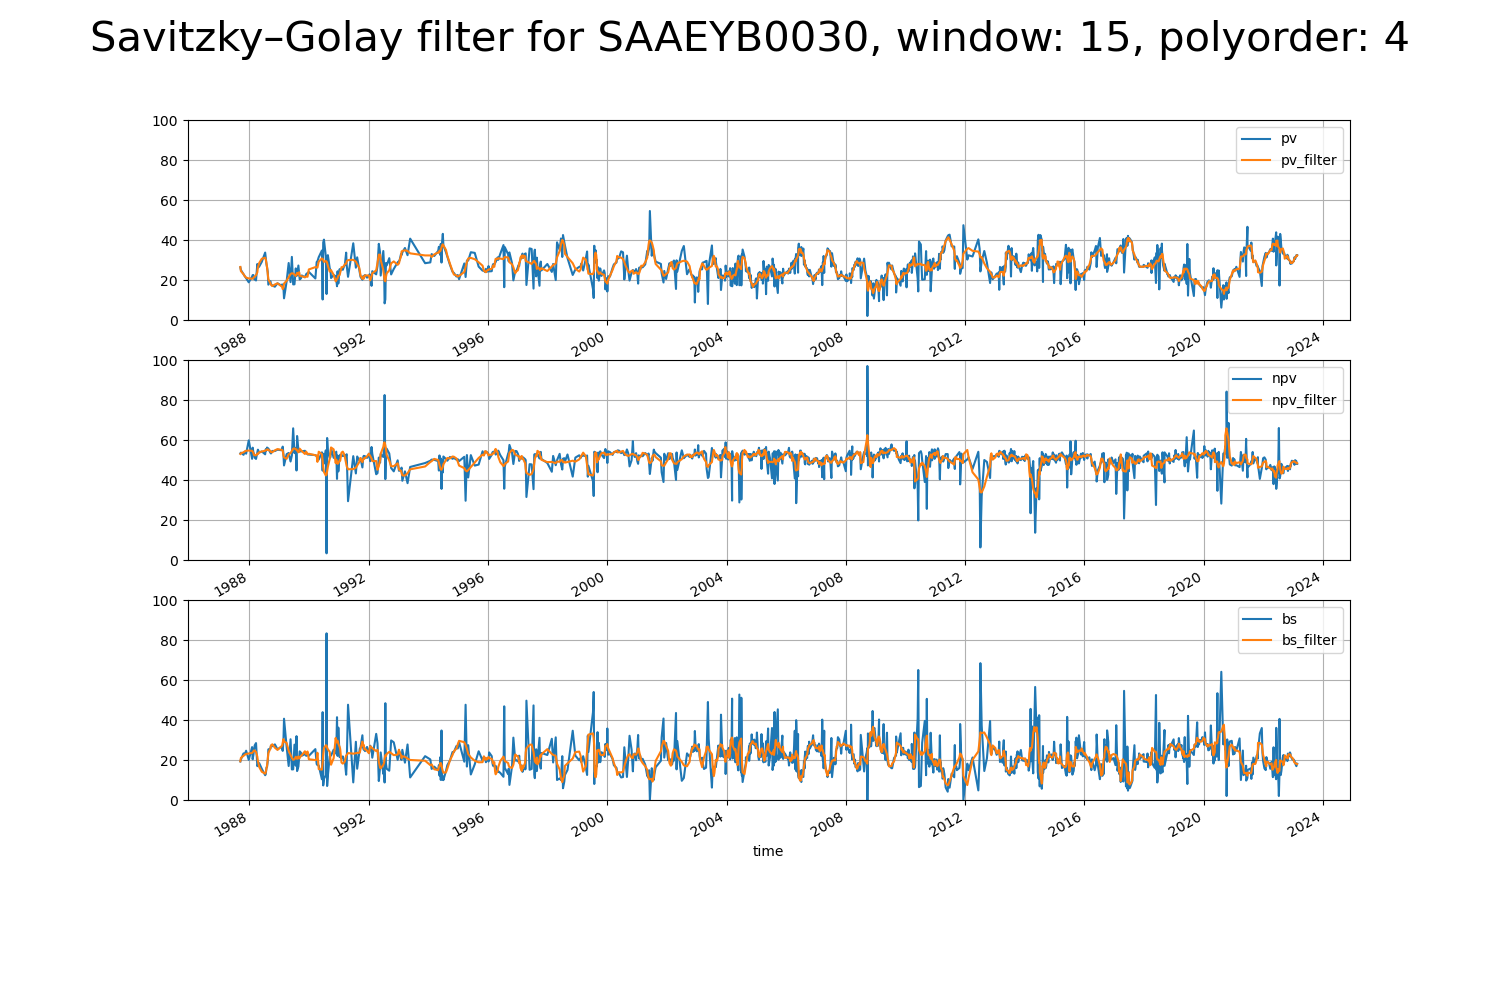 Savitzky–Golay filter for SAAEYB0030, window: 15, polyorder: 4
100
80
60
40
20
0
pv
pv_filter
1988 1992 1996 2000 2004 2008 2012 2016 2020 2024
100
80
60
40
20
0
npv
npv_filter
1988 1992 1996 2000 2004 2008 2012 2016 2020 2024
100
80
60
40
20
0
bs
bs_filter
1988 1992 1996 2000 2004 2008 2012 2016 2020 2024
time